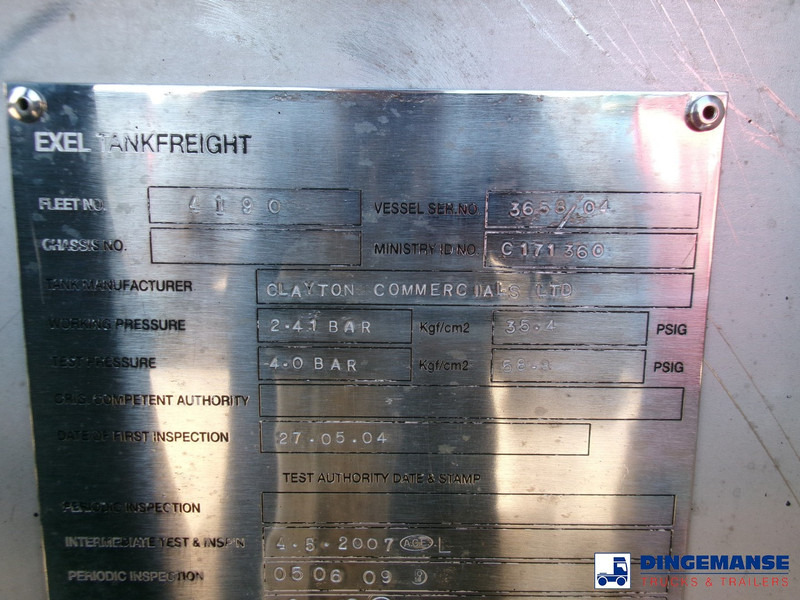 EXEL TANKFREIGHT
FLEET NO. 4190 VESSEL SER.NO 3658/04
CHASSIS NO. MINISTRY ID NO. C171360
TANK MANUFACTURER CLAYTON COMMERCIALS LTD
WORKING PRESSURE 2.41 BAR Kgf/cm2 35.4 PSIG
TEST PRESSURE 4.0 BAR Kgf/cm2 PSIG
COMPETENT AUTHORITY
DATE OF FIRST INSPECTION 27.05.04
TEST AUTHORITY DATE & STAMP
PERIODIC INSPECTION
INTERMEDIATE TEST & INSP'N 4-5-2007 L
PERIODIC INSPECTION 05 06 09
DINGEMANSE
TRUCKS & TRAILERS